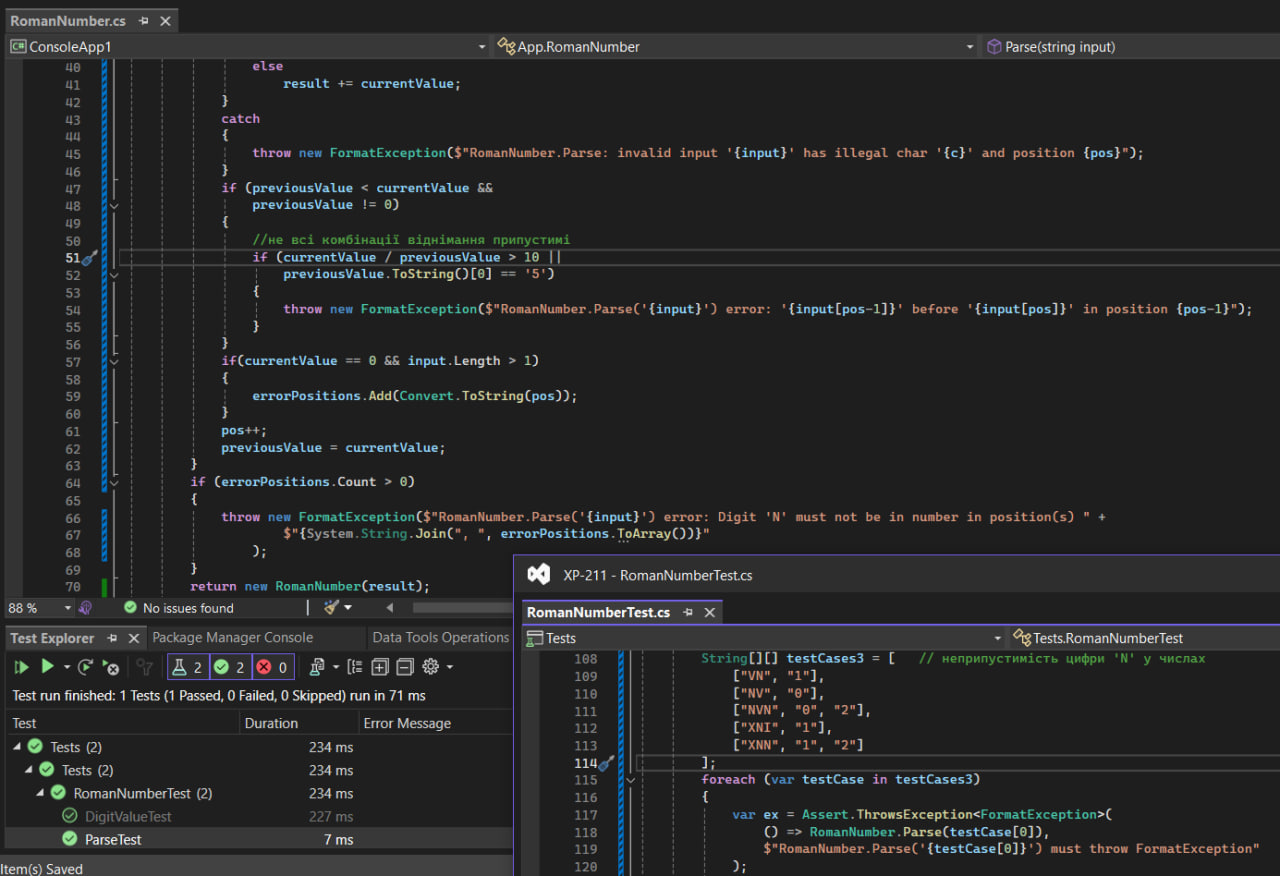 RomanNumber.cs
ConsoleApp1
App.RomanNumber
Parse(string input)
40 else
41 result += currentValue;
42 }
43 catch
44 {
45 throw new FormatException($"RomanNumber.Parse: invalid input '{input}' has illegal char '{c}' and position {pos}");
46 }
47 if (previousValue < currentValue &&
48 previousValue != 0)
49 {
50 //не всі комбінації віднімання припустимі
51 if (currentValue / previousValue > 10 ||
52 previousValue.ToString()[0] == '5')
53 {
54 throw new FormatException($"RomanNumber.Parse('{input}') error: '{input[pos-1]}' before '{input[pos]}' in position {pos-1}");
55 }
56 }
57 if(currentValue == 0 && input.Length > 1)
58 {
59 errorPositions.Add(Convert.ToString(pos));
60 }
61 pos++;
62 previousValue = currentValue;
63 }
64 if (errorPositions.Count > 0)
65 {
66 throw new FormatException($"RomanNumber.Parse('{input}') error: Digit 'N' must not be in number in position(s) " +
67 $"{System.String.Join(", ", errorPositions.ToArray())}"
68 );
69 }
70 return new RomanNumber(result);
88 % No issues found
Test Explorer Package Manager Console Data Tools Operations
2 2 0
Test run finished: 1 Tests (1 Passed, 0 Failed, 0 Skipped) run in 71 ms
Test Duration Error Message
Tests (2) 234 ms
Tests (2) 234 ms
RomanNumberTest (2) 234 ms
DigitValueTest 227 ms
ParseTest 7 ms
Item(s) Saved
XP-211 - RomanNumberTest.cs
RomanNumberTest.cs
Tests
Tests.RomanNumberTest
108 String[][] testCases3 = [ // неприпустимість цифри 'N' у числах
109 ["VN", "1"],
110 ["NV", "0"],
111 ["NVN", "0", "2"],
112 ["XNI", "1"],
113 ["XNN", "1", "2"]
114 ];
115 foreach (var testCase in testCases3)
116 {
117 var ex = Assert.ThrowsException<FormatException>(
118 () => RomanNumber.Parse(testCase[0]),
119 $"RomanNumber.Parse('{testCase[0]}') must throw FormatException"
120 );